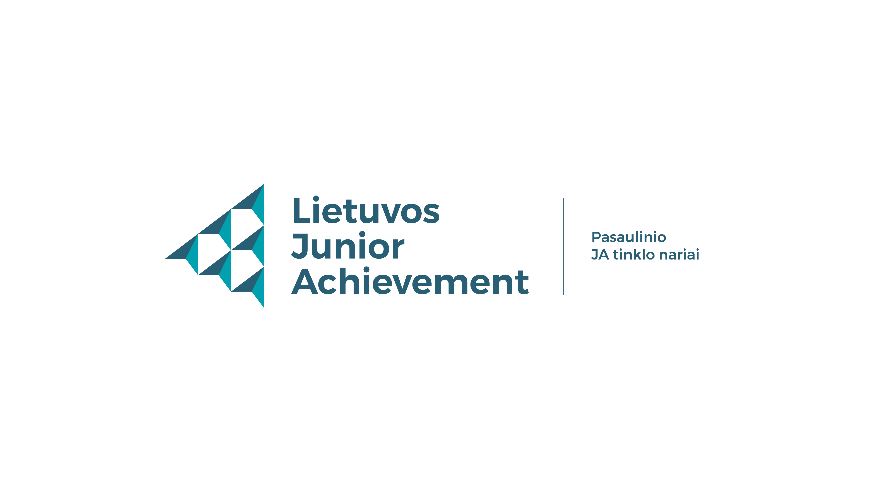 Lietuvos
Junior
Achievement
Pasaulinio
JA tinklo nariai